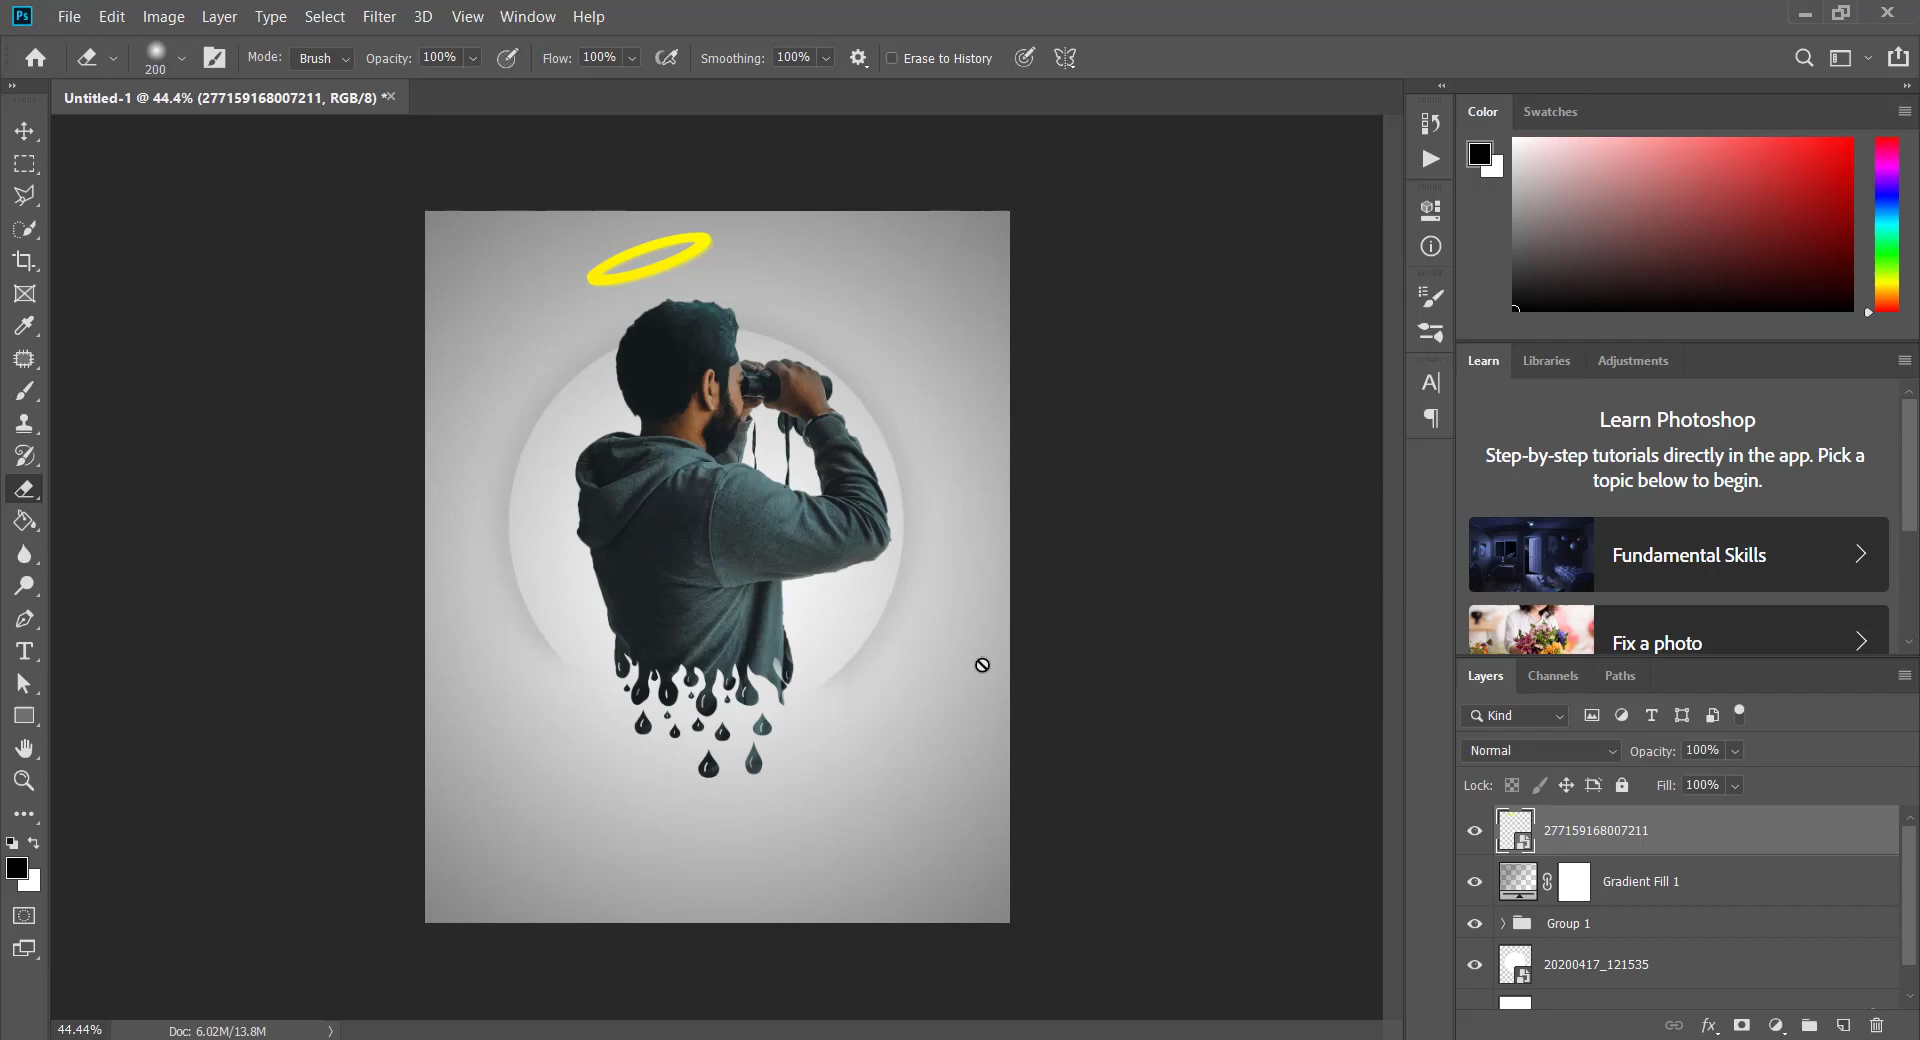 Ps File Edit Image Layer Type Select Filter 3D View Window Help
200 Mode: Brush Opacity: 100% Flow: 100% Smoothing: 100% Erase to History
Untitled-1 @ 44.4% (277159168007211, RGB/8) *
Color Swatches
Learn Libraries Adjustments
Learn Photoshop
Step-by-step tutorials directly in the app. Pick a
topic below to begin.
Fundamental Skills
Fix a photo
Layers Channels Paths
Kind
Normal Opacity: 100%
Lock: Fill: 100%
277159168007211
Gradient Fill 1
Group 1
20200417_121535
fx
44.44% Doc: 6.02M/13.8M